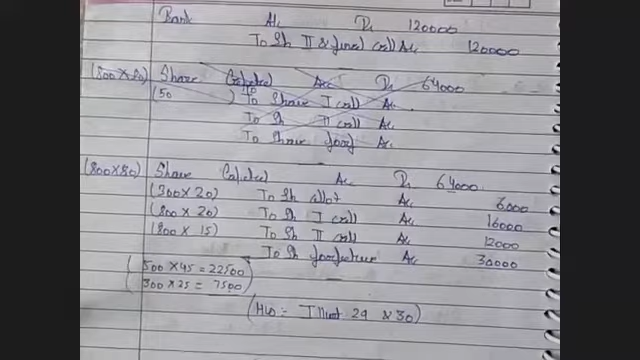 Bank A/c Dr 120000
To Sh II & final call A/c 120000
(800×80) Share Capital A/c Dr 64000
(50 ) To Share I call A/c
To Sh II call A/c
To Share forf A/c
(800×80) Share Capital A/c Dr 64000
(300×20) To Sh allot A/c 6000
(800×20) To Sh I call A/c 16000
(800×15) To Sh II call A/c 12000
To Sh forfeiture A/c 30000
(500×45=22500
300×25= 7500)
(H.W:- Illust 29 & 30)